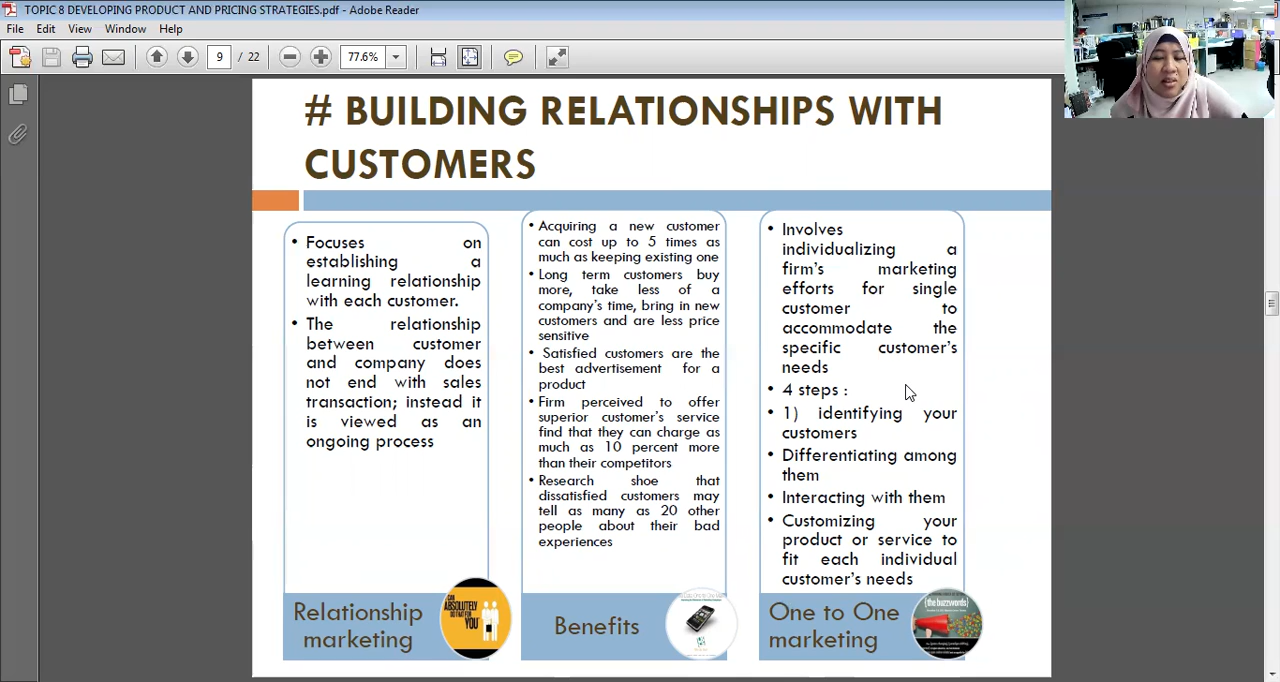 TOPIC 8 DEVELOPING PRODUCT AND PRICING STRATEGIES.pdf - Adobe Reader
File Edit View Window Help
9 / 22 77.6%
# BUILDING RELATIONSHIPS WITH
CUSTOMERS
• Focuses on
establishing a
learning relationship
with each customer.
• The relationship
between customer
and company does
not end with sales
transaction; instead it
is viewed as an
ongoing process
Relationship
marketing
CAN
ABSOLUTELY
DO THAT FOR
YOU
• Acquiring a new customer
can cost up to 5 times as
much as keeping existing one
• Long term customers buy
more, take less of a
company's time, bring in new
customers and are less price
sensitive
• Satisfied customers are the
best advertisement for a
product
• Firm perceived to offer
superior customer's service
find that they can charge as
much as 10 percent more
than their competitors
• Research shoe that
dissatisfied customers may
tell as many as 20 other
people about their bad
experiences
Benefits
• Involves
individualizing a
firm's marketing
efforts for single
customer to
accommodate the
specific customer's
needs
• 4 steps :
• 1) identifying your
customers
• Differentiating among
them
• Interacting with them
• Customizing your
product or service to
fit each individual
customer's needs
One to One
marketing
{the buzzwords}